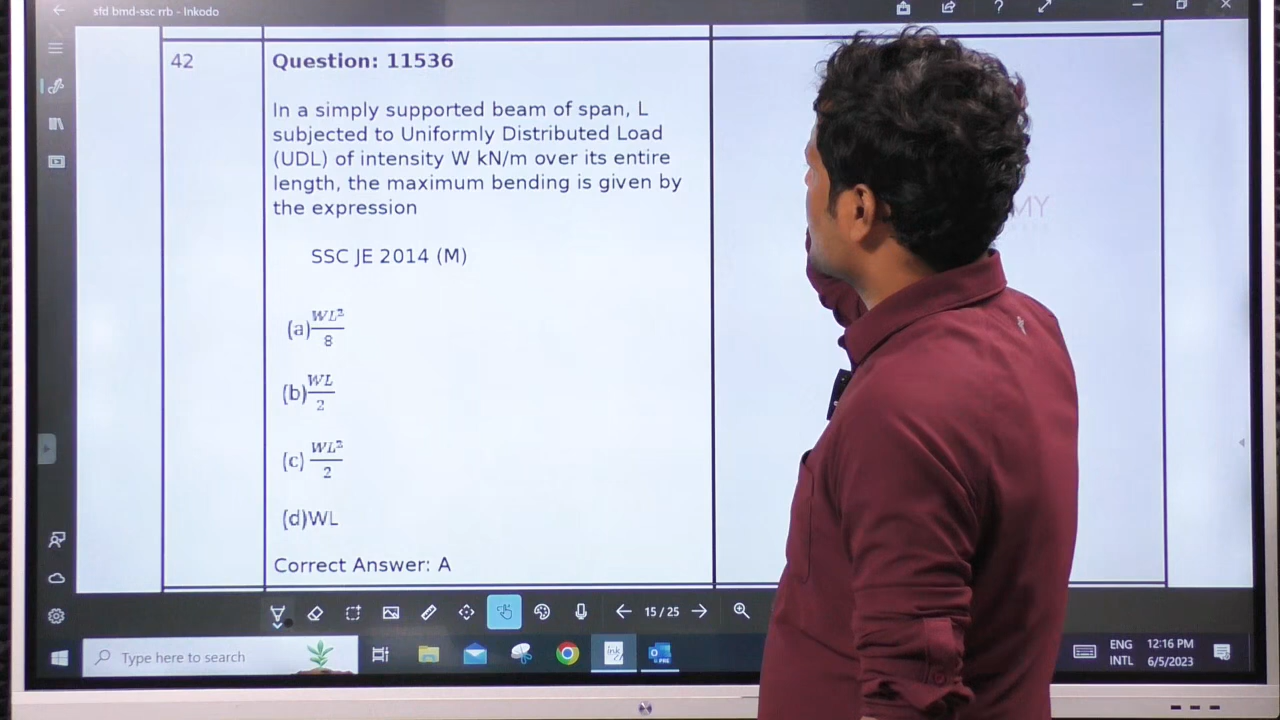 sfd bmd-ssc rrb - Inkodo
42
Question: 11536
In a simply supported beam of span, L
subjected to Uniformly Distributed Load
(UDL) of intensity W kN/m over its entire
length, the maximum bending is given by
the expression
SSC JE 2014 (M)
(a) WL²/8
(b) WL/2
(c) WL²/2
(d)WL
Correct Answer: A
15 / 25
Type here to search
ENG
INTL
12:16 PM
6/5/2023